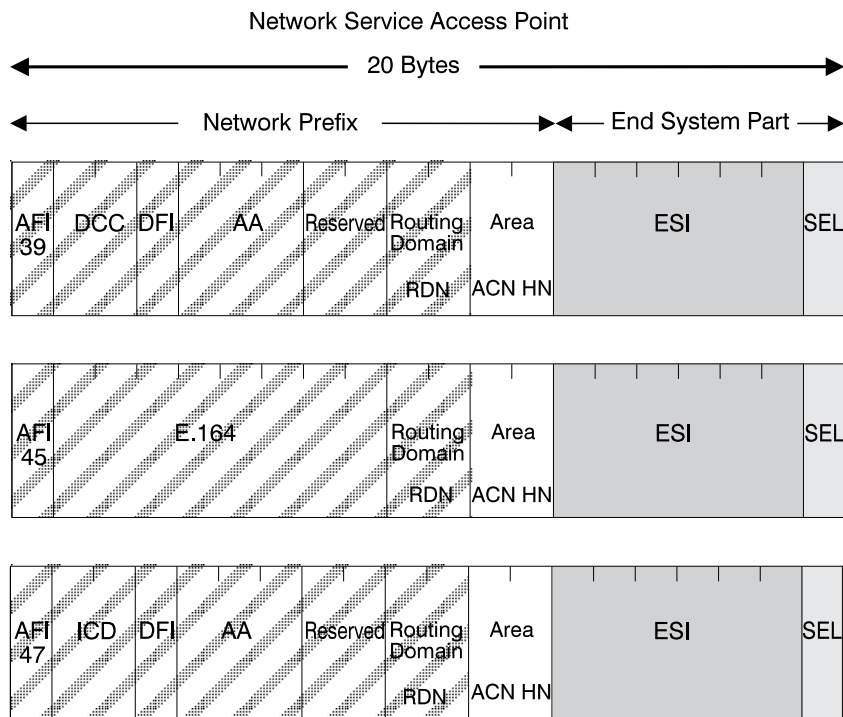 Network Service Access Point
20 Bytes
Network Prefix End System Part
AFI DCC DFI AA Reserved Routing Area ESI SEL
39 Domain
RDN ACN HN
AFI E.164 Routing Area ESI SEL
45 Domain
RDN ACN HN
AFI ICD DFI AA Reserved Routing Area ESI SEL
47 Domain
RDN ACN HN